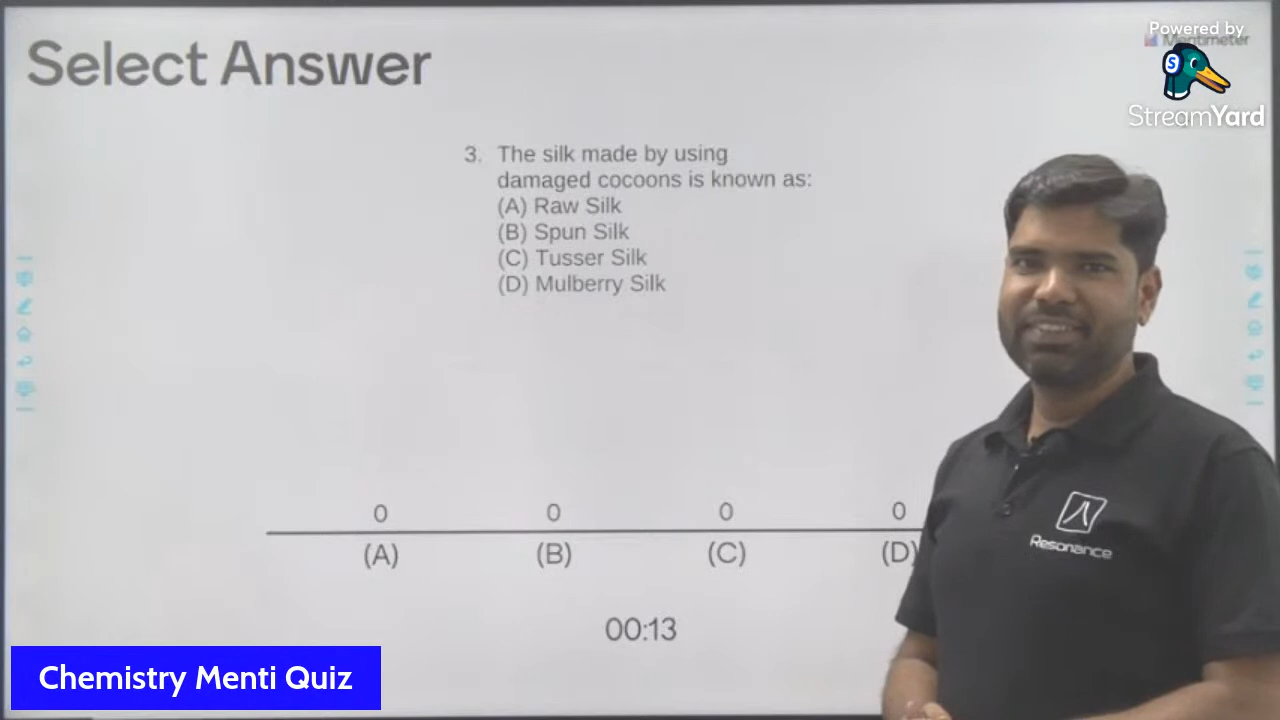 Select Answer
Powered by
Mentimeter
StreamYard
3. The silk made by using
damaged cocoons is known as:
(A) Raw Silk
(B) Spun Silk
(C) Tusser Silk
(D) Mulberry Silk
0 0 0 0
(A) (B) (C) (D)
00:13
Resonance
Chemistry Menti Quiz